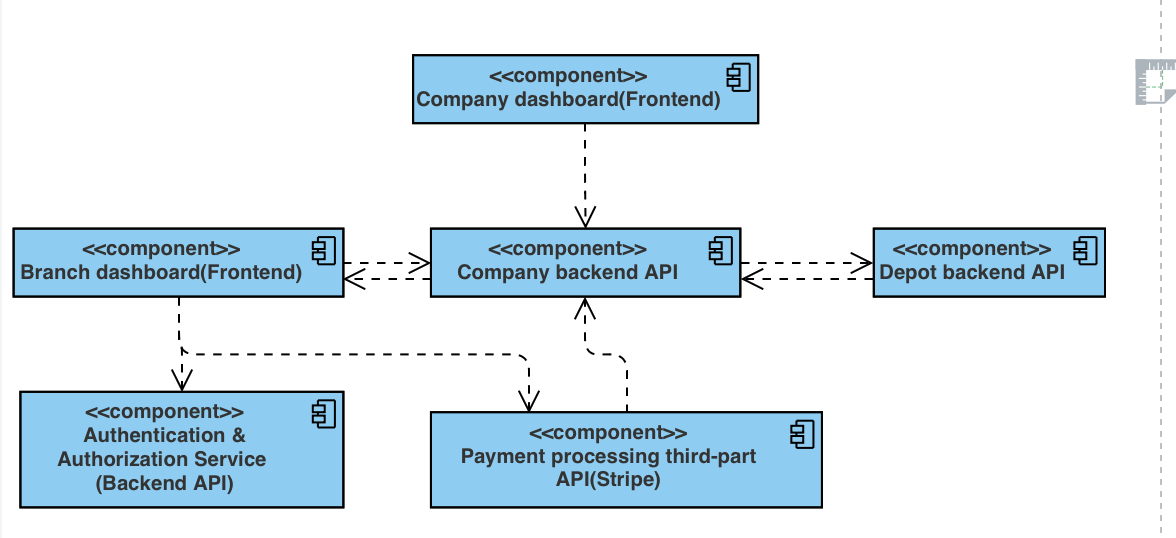 <<component>>
Company dashboard(Frontend)
<<component>>
Branch dashboard(Frontend)
<<component>>
Company backend API
<<component>>
Depot backend API
<<component>>
Authentication &
Authorization Service
(Backend API)
<<component>>
Payment processing third-part
API(Stripe)